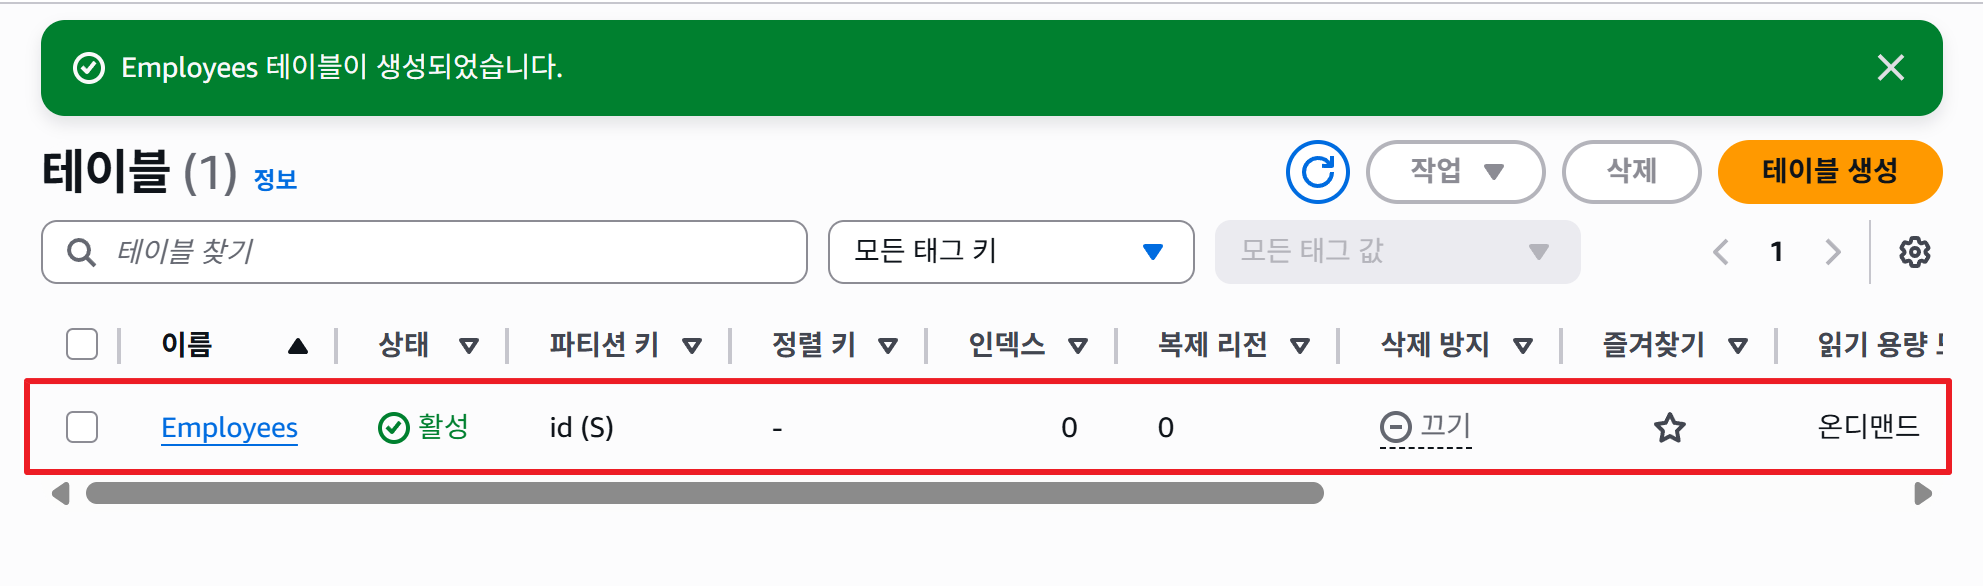 Employees 테이블이 생성되었습니다.
테이블 (1) 정보
작업
삭제
테이블 생성
테이블 찾기
모든 태그 키
모든 태그 값
1
이름 상태 파티션 키 정렬 키 인덱스 복제 리전 삭제 방지 즐겨찾기 읽기 용량
Employees 활성 id (S) - 0 0 끄기 온디맨드